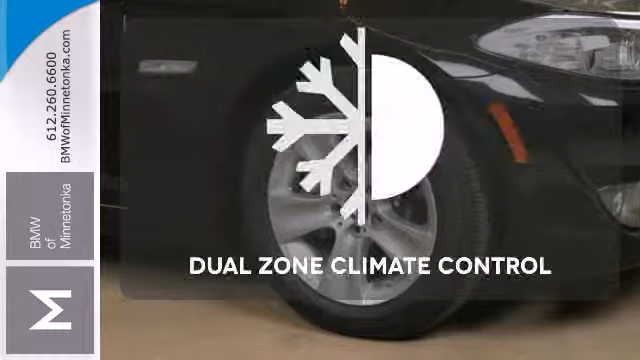 612.260.6600
BMWofMinnetonka.com
BMW
of
Minnetonka
M
DUAL ZONE CLIMATE CONTROL